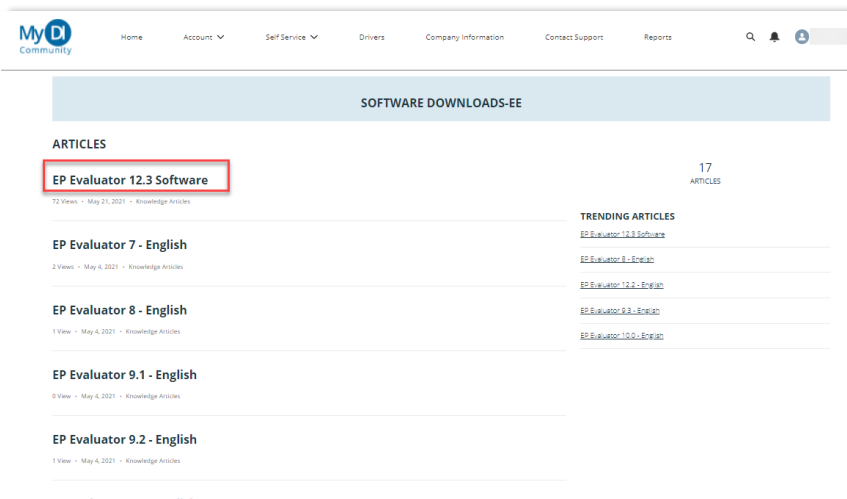 My DI
Community
Home Account Self Service Drivers Company Information Contact Support Reports
SOFTWARE DOWNLOADS-EE
ARTICLES
EP Evaluator 12.3 Software
72 Views • May 21, 2021 • Knowledge Articles
EP Evaluator 7 - English
2 Views • May 4, 2021 • Knowledge Articles
EP Evaluator 8 - English
1 View • May 4, 2021 • Knowledge Articles
EP Evaluator 9.1 - English
0 View • May 4, 2021 • Knowledge Articles
EP Evaluator 9.2 - English
1 View • May 4, 2021 • Knowledge Articles
17
ARTICLES
TRENDING ARTICLES
EP Evaluator 12.3 Software
EP Evaluator 8 - English
EP Evaluator 12.2 - English
EP Evaluator 9.3 - English
EP Evaluator 10.0 - English